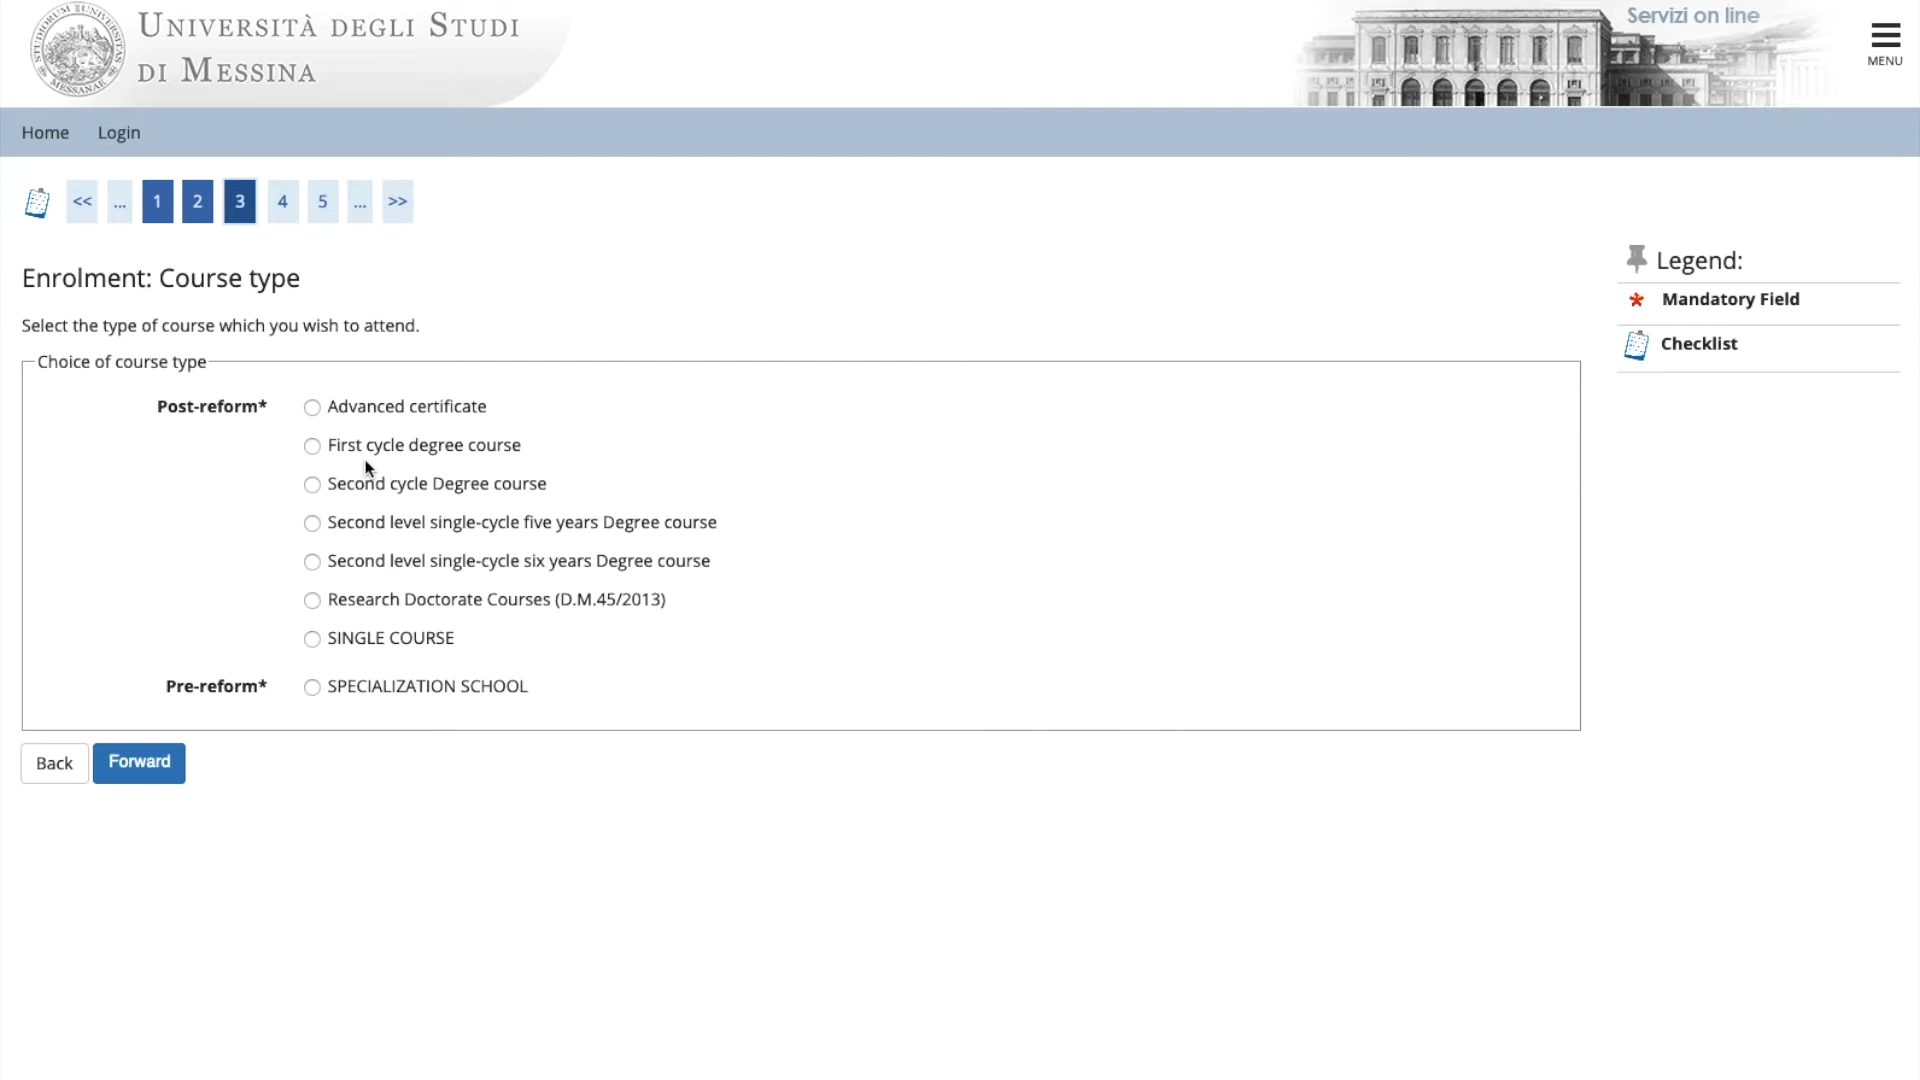 Università degli Studi
di Messina
Servizi on line
MENU
Home Login
<< ... 1 2 3 4 5 ... >>
Legend:
Enrolment: Course type
* Mandatory Field
Select the type of course which you wish to attend.
Checklist
Choice of course type
Post-reform* Advanced certificate
First cycle degree course
Second cycle Degree course
Second level single-cycle five years Degree course
Second level single-cycle six years Degree course
Research Doctorate Courses (D.M.45/2013)
SINGLE COURSE
Pre-reform* SPECIALIZATION SCHOOL
Back Forward